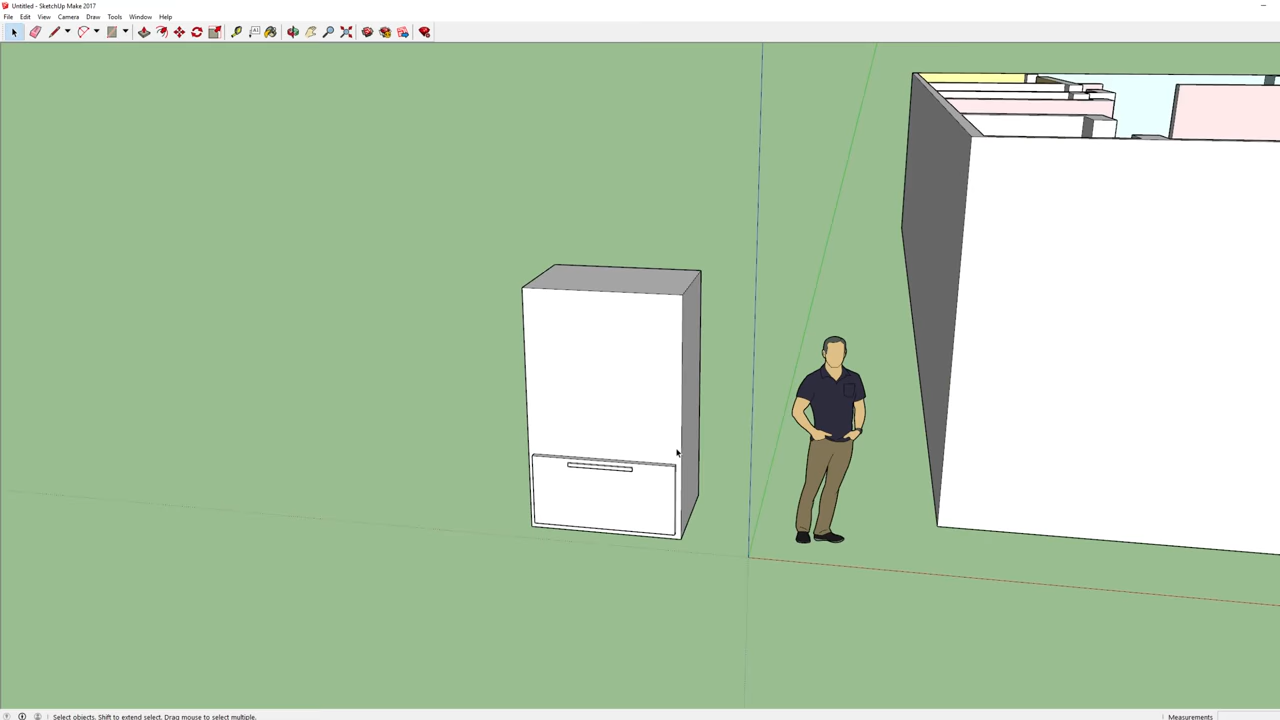 Untitled - SketchUp Make 2017
File Edit View Camera Draw Tools Window Help
Select objects. Shift to extend select. Drag mouse to select multiple.
Measurements